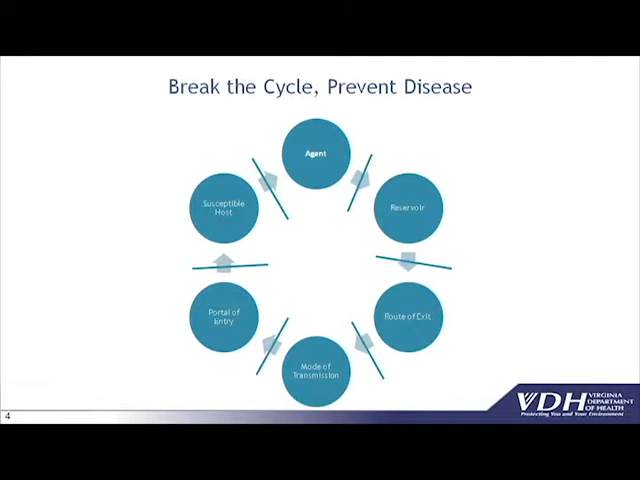 Break the Cycle, Prevent Disease
Agent
Reservoir
Route of Exit
Mode of
Transmission
Portal of
Entry
Susceptible
Host
4
VDH
VIRGINIA
DEPARTMENT
OF HEALTH
Protecting You and Your Environment